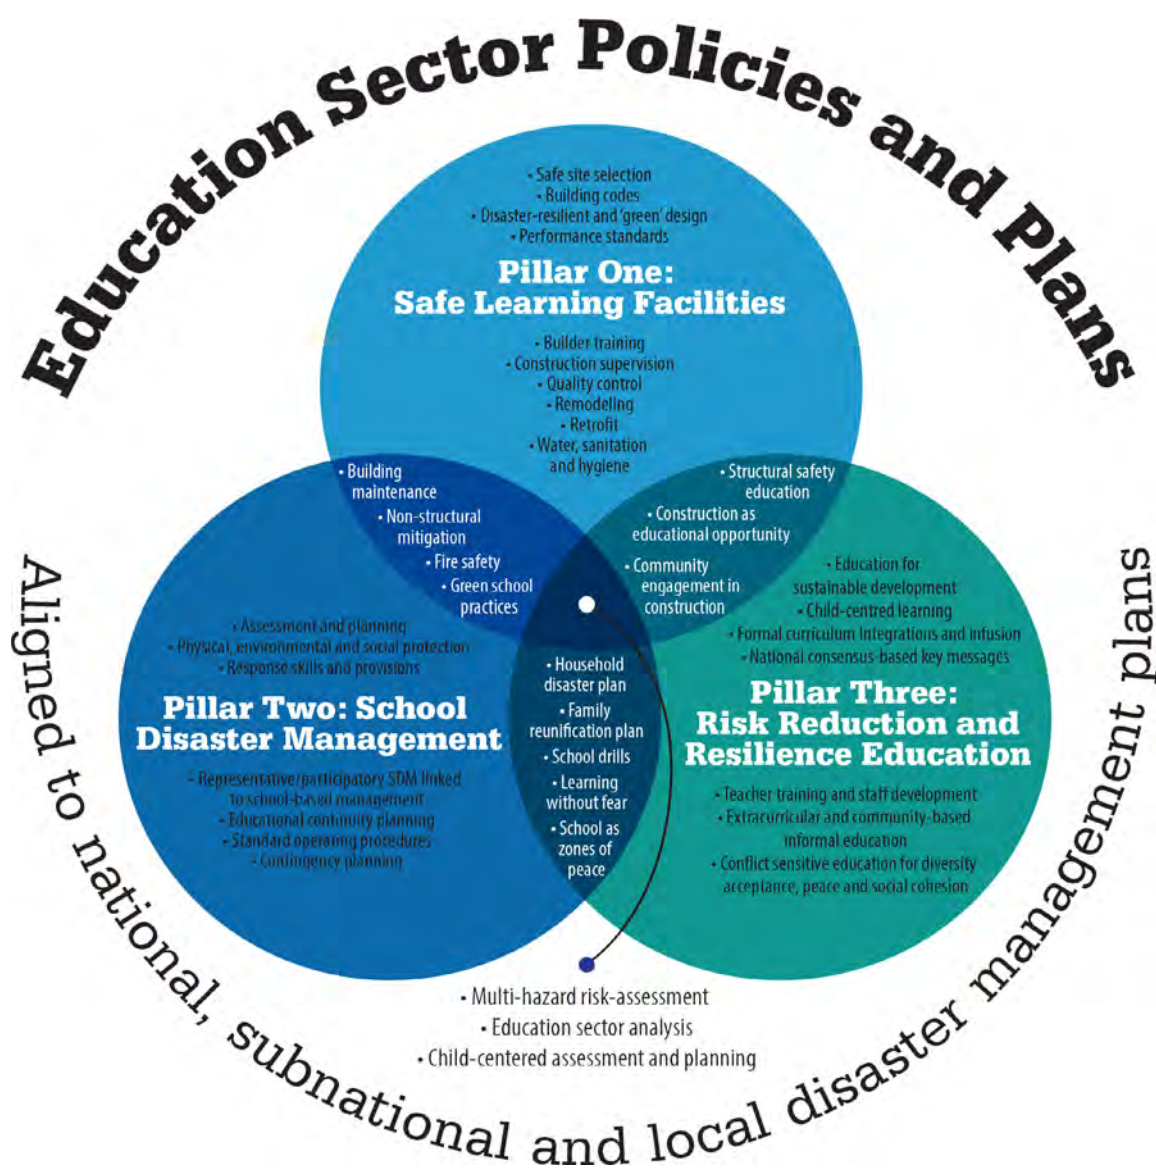 Education Sector Policies and Plans
• Safe site selection
• Building codes
• Disaster-resilient and 'green' design
• Performance standards
Pillar One:
Safe Learning Facilities
• Builder training
• Construction supervision
• Quality control
• Remodeling
• Retrofit
• Water, sanitation
and hygiene
• Building
maintenance
• Non-structural
mitigation
• Fire safety
• Green school
practices
• Structural safety
education
• Construction as
educational opportunity
• Community
engagement in
construction
• Assessment and planning
• Physical, environmental and social protection
• Response skills and provisions
Pillar Two: School
Disaster Management
• Representative/participatory SDM linked
to school-based management
• Educational continuity planning
• Standard operating procedures
• Contingency planning
• Household
disaster plan
• Family
reunification plan
• School drills
• Learning
without fear
• School as
zones of
peace
• Education for
sustainable development
• Child-centred learning
• Formal curriculum integrations and infusion
• National consensus-based key messages
Pillar Three:
Risk Reduction and
Resilience Education
• Teacher training and staff development
• Extracurricular and community-based
informal education
• Conflict sensitive education for diversity
acceptance, peace and social cohesion
• Multi-hazard risk-assessment
• Education sector analysis
• Child-centered assessment and planning
Aligned to national, subnational and local disaster management plans